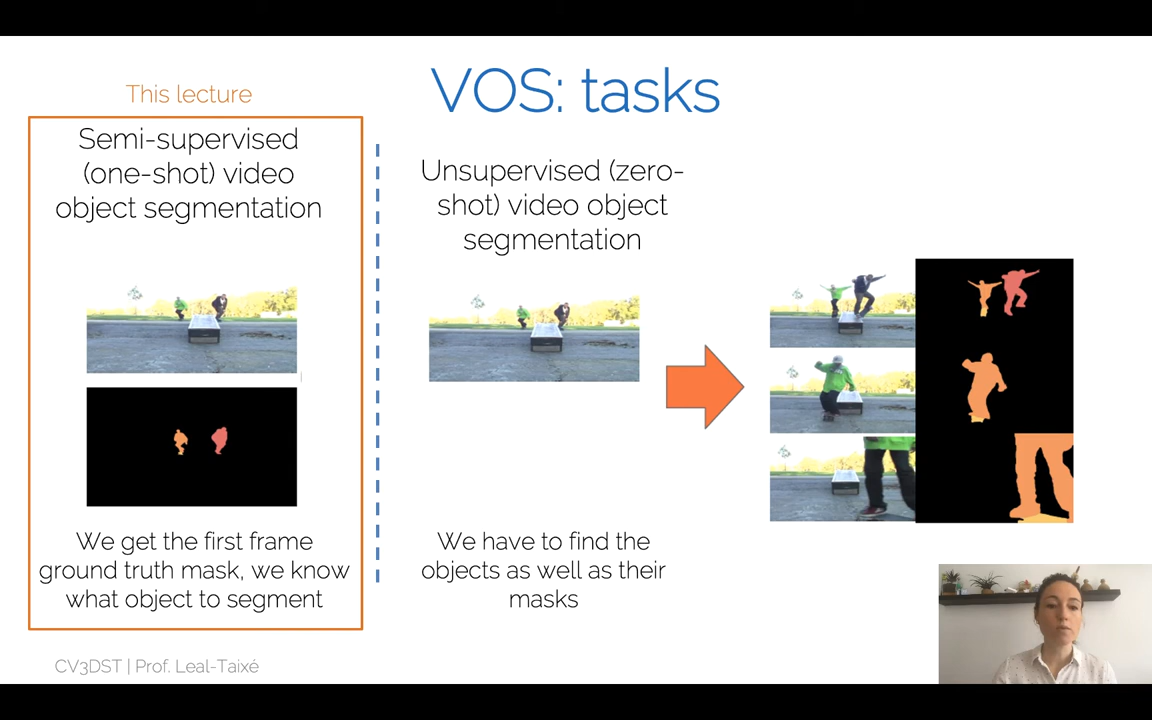 VOS: tasks
This lecture
Semi-supervised
(one-shot) video
object segmentation
We get the first frame
ground truth mask, we know
what object to segment
Unsupervised (zero-
shot) video object
segmentation
We have to find the
objects as well as their
masks
CV3DST | Prof. Leal-Taixé